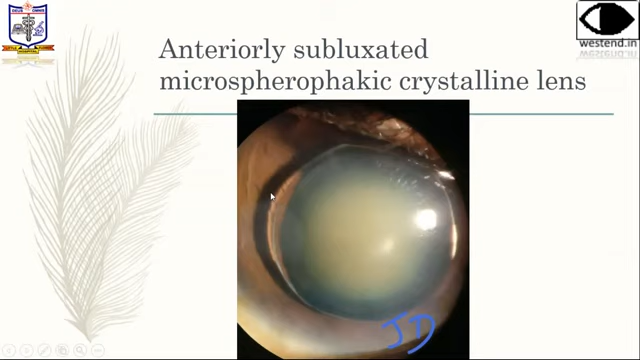 westend.in
Anteriorly subluxated
microspherophakic crystalline lens
JD